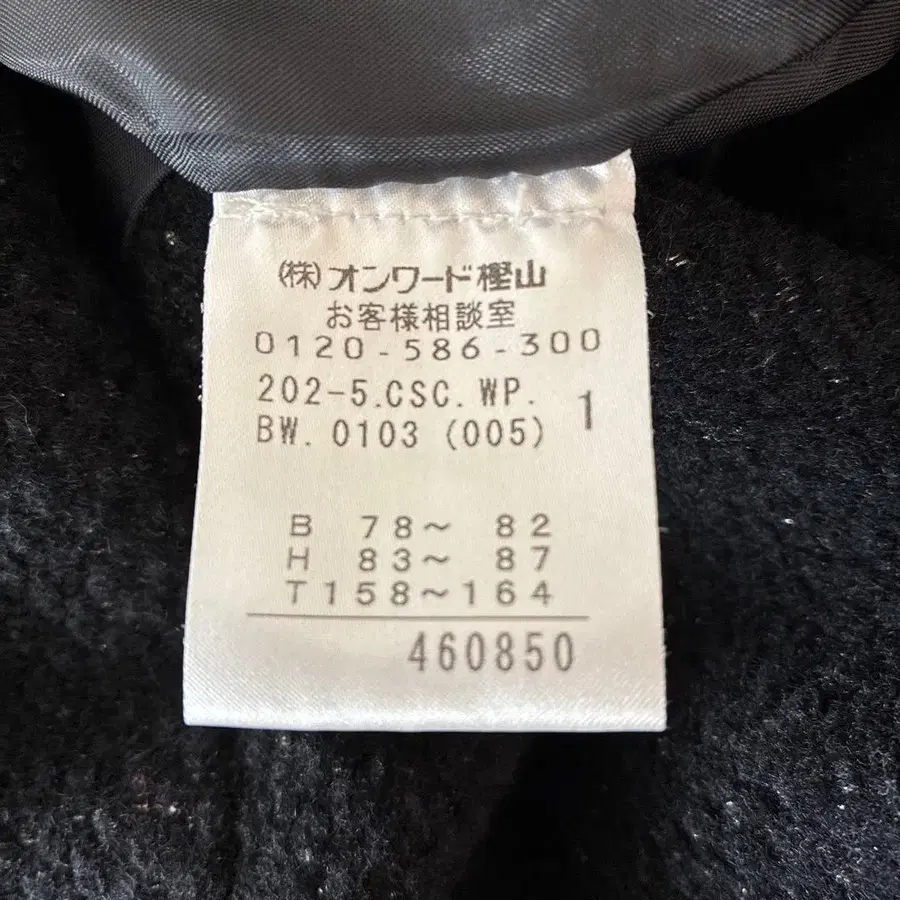 (株)オンワード樫山
お客様相談室
0120-586-300
202-5.CSC.WP. 1
BW.0103 (005)
B 78～ 82
H 83～ 87
T158～164
460850